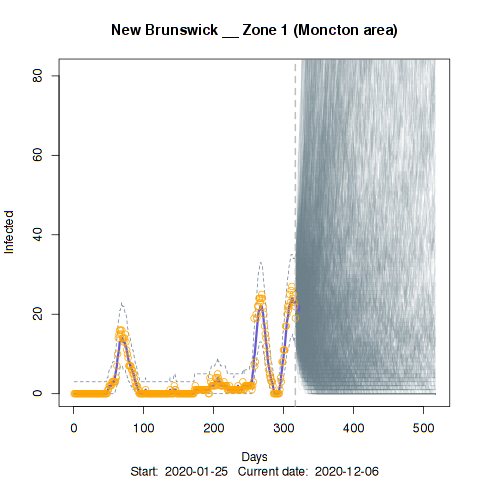 New Brunswick __ Zone 1 (Moncton area)
80
60
40
20
0
Infected
0 100 200 300 400 500
Days
Start: 2020-01-25 Current date: 2020-12-06